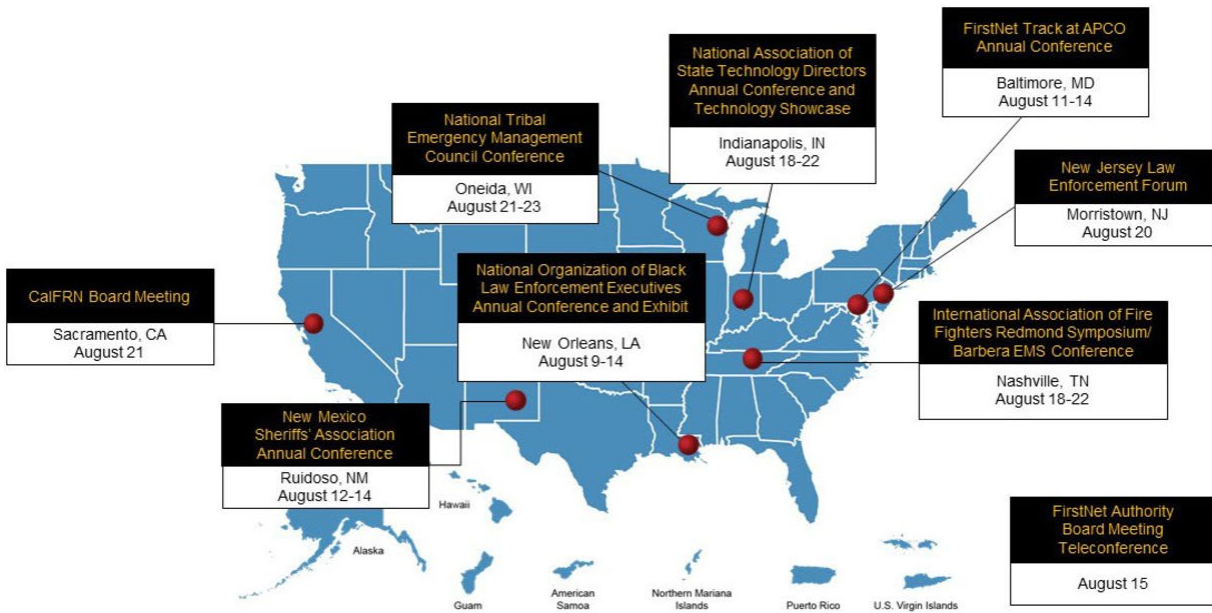 FirstNet Track at APCO
Annual Conference
Baltimore, MD
August 11-14
National Association of
State Technology Directors
Annual Conference and
Technology Showcase
Indianapolis, IN
August 18-22
National Tribal
Emergency Management
Council Conference
Oneida, WI
August 21-23
New Jersey Law
Enforcement Forum
Morristown, NJ
August 20
CalFRN Board Meeting
Sacramento, CA
August 21
National Organization of Black
Law Enforcement Executives
Annual Conference and Exhibit
New Orleans, LA
August 9-14
International Association of Fire
Fighters Redmond Symposium/
Barbera EMS Conference
Nashville, TN
August 18-22
New Mexico
Sheriffs' Association
Annual Conference
Ruidoso, NM
August 12-14
FirstNet Authority
Board Meeting
Teleconference
August 15
Hawaii
Alaska
Guam
American
Samoa
Northern Mariana
Islands
Puerto Rico
U.S. Virgin Islands